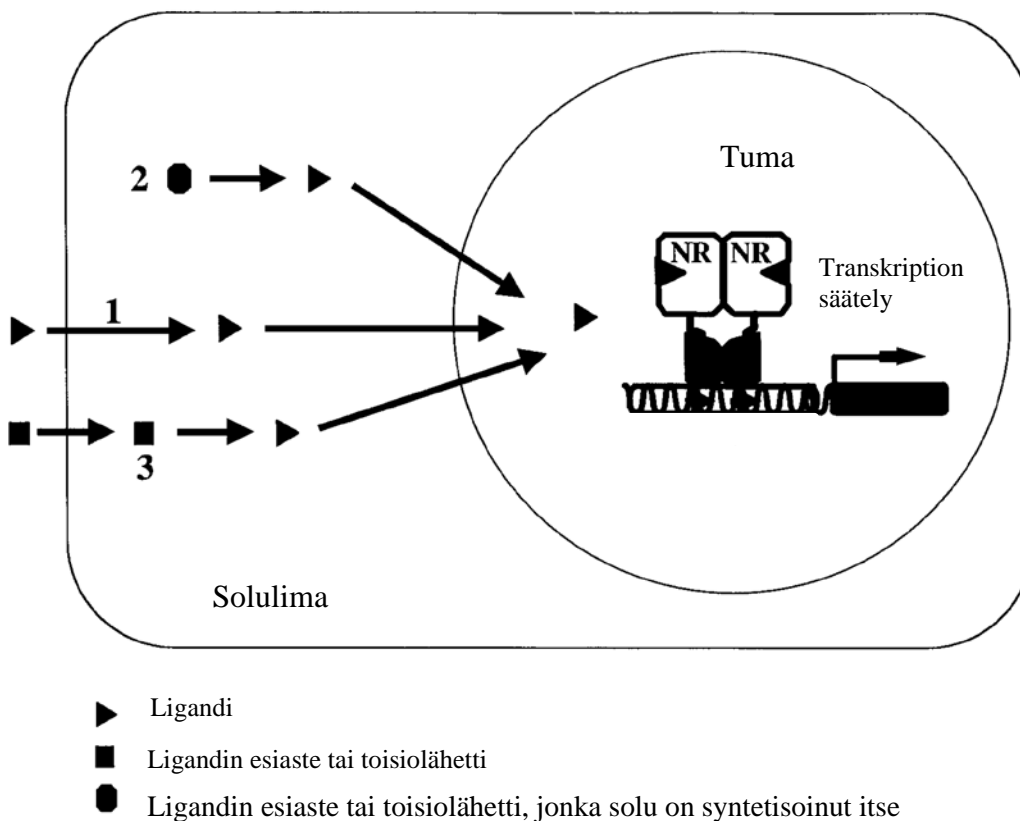 Tuma
2
NR NR
Transkription
säätely
1
3
Solulima
Ligandi
Ligandin esiaste tai toisiolähetti
Ligandin esiaste tai toisiolähetti, jonka solu on syntetisoinut itse